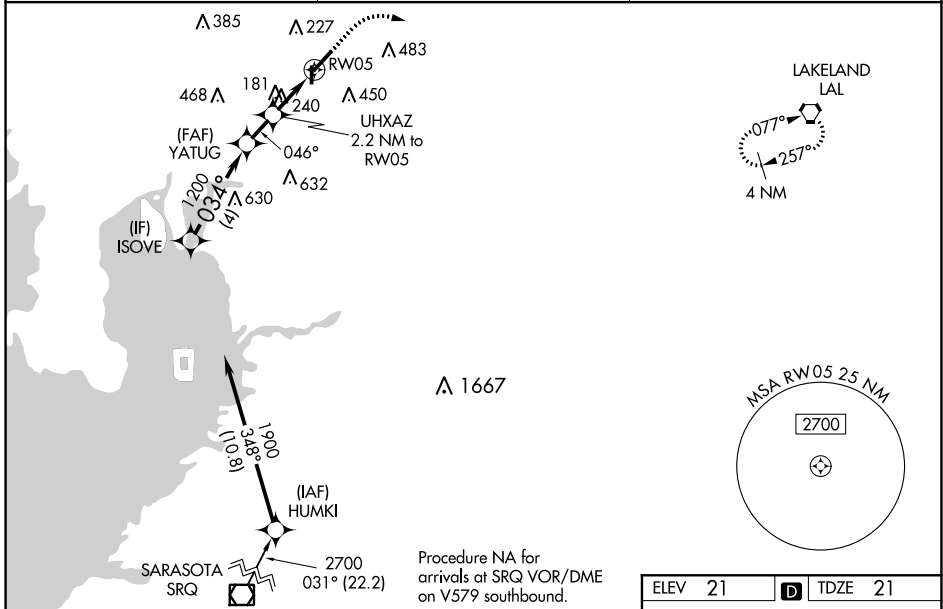 385
227
483
RW05
LAKELAND
LAL
181
468
240
450
077°
UHXAZ
2.2 NM to
RW05
(FAF)
YATUG
046°
257°
4 NM
632
1200
034°
(4)
630
(IF)
ISOVE
1667
MSA RW05 25 NM
2700
1900
348°
(10.8)
(IAF)
HUMKI
SARASOTA
SRQ
2700
031° (22.2)
Procedure NA for
arrivals at SRQ VOR/DME
on V579 southbound.
ELEV 21 D TDZE 21